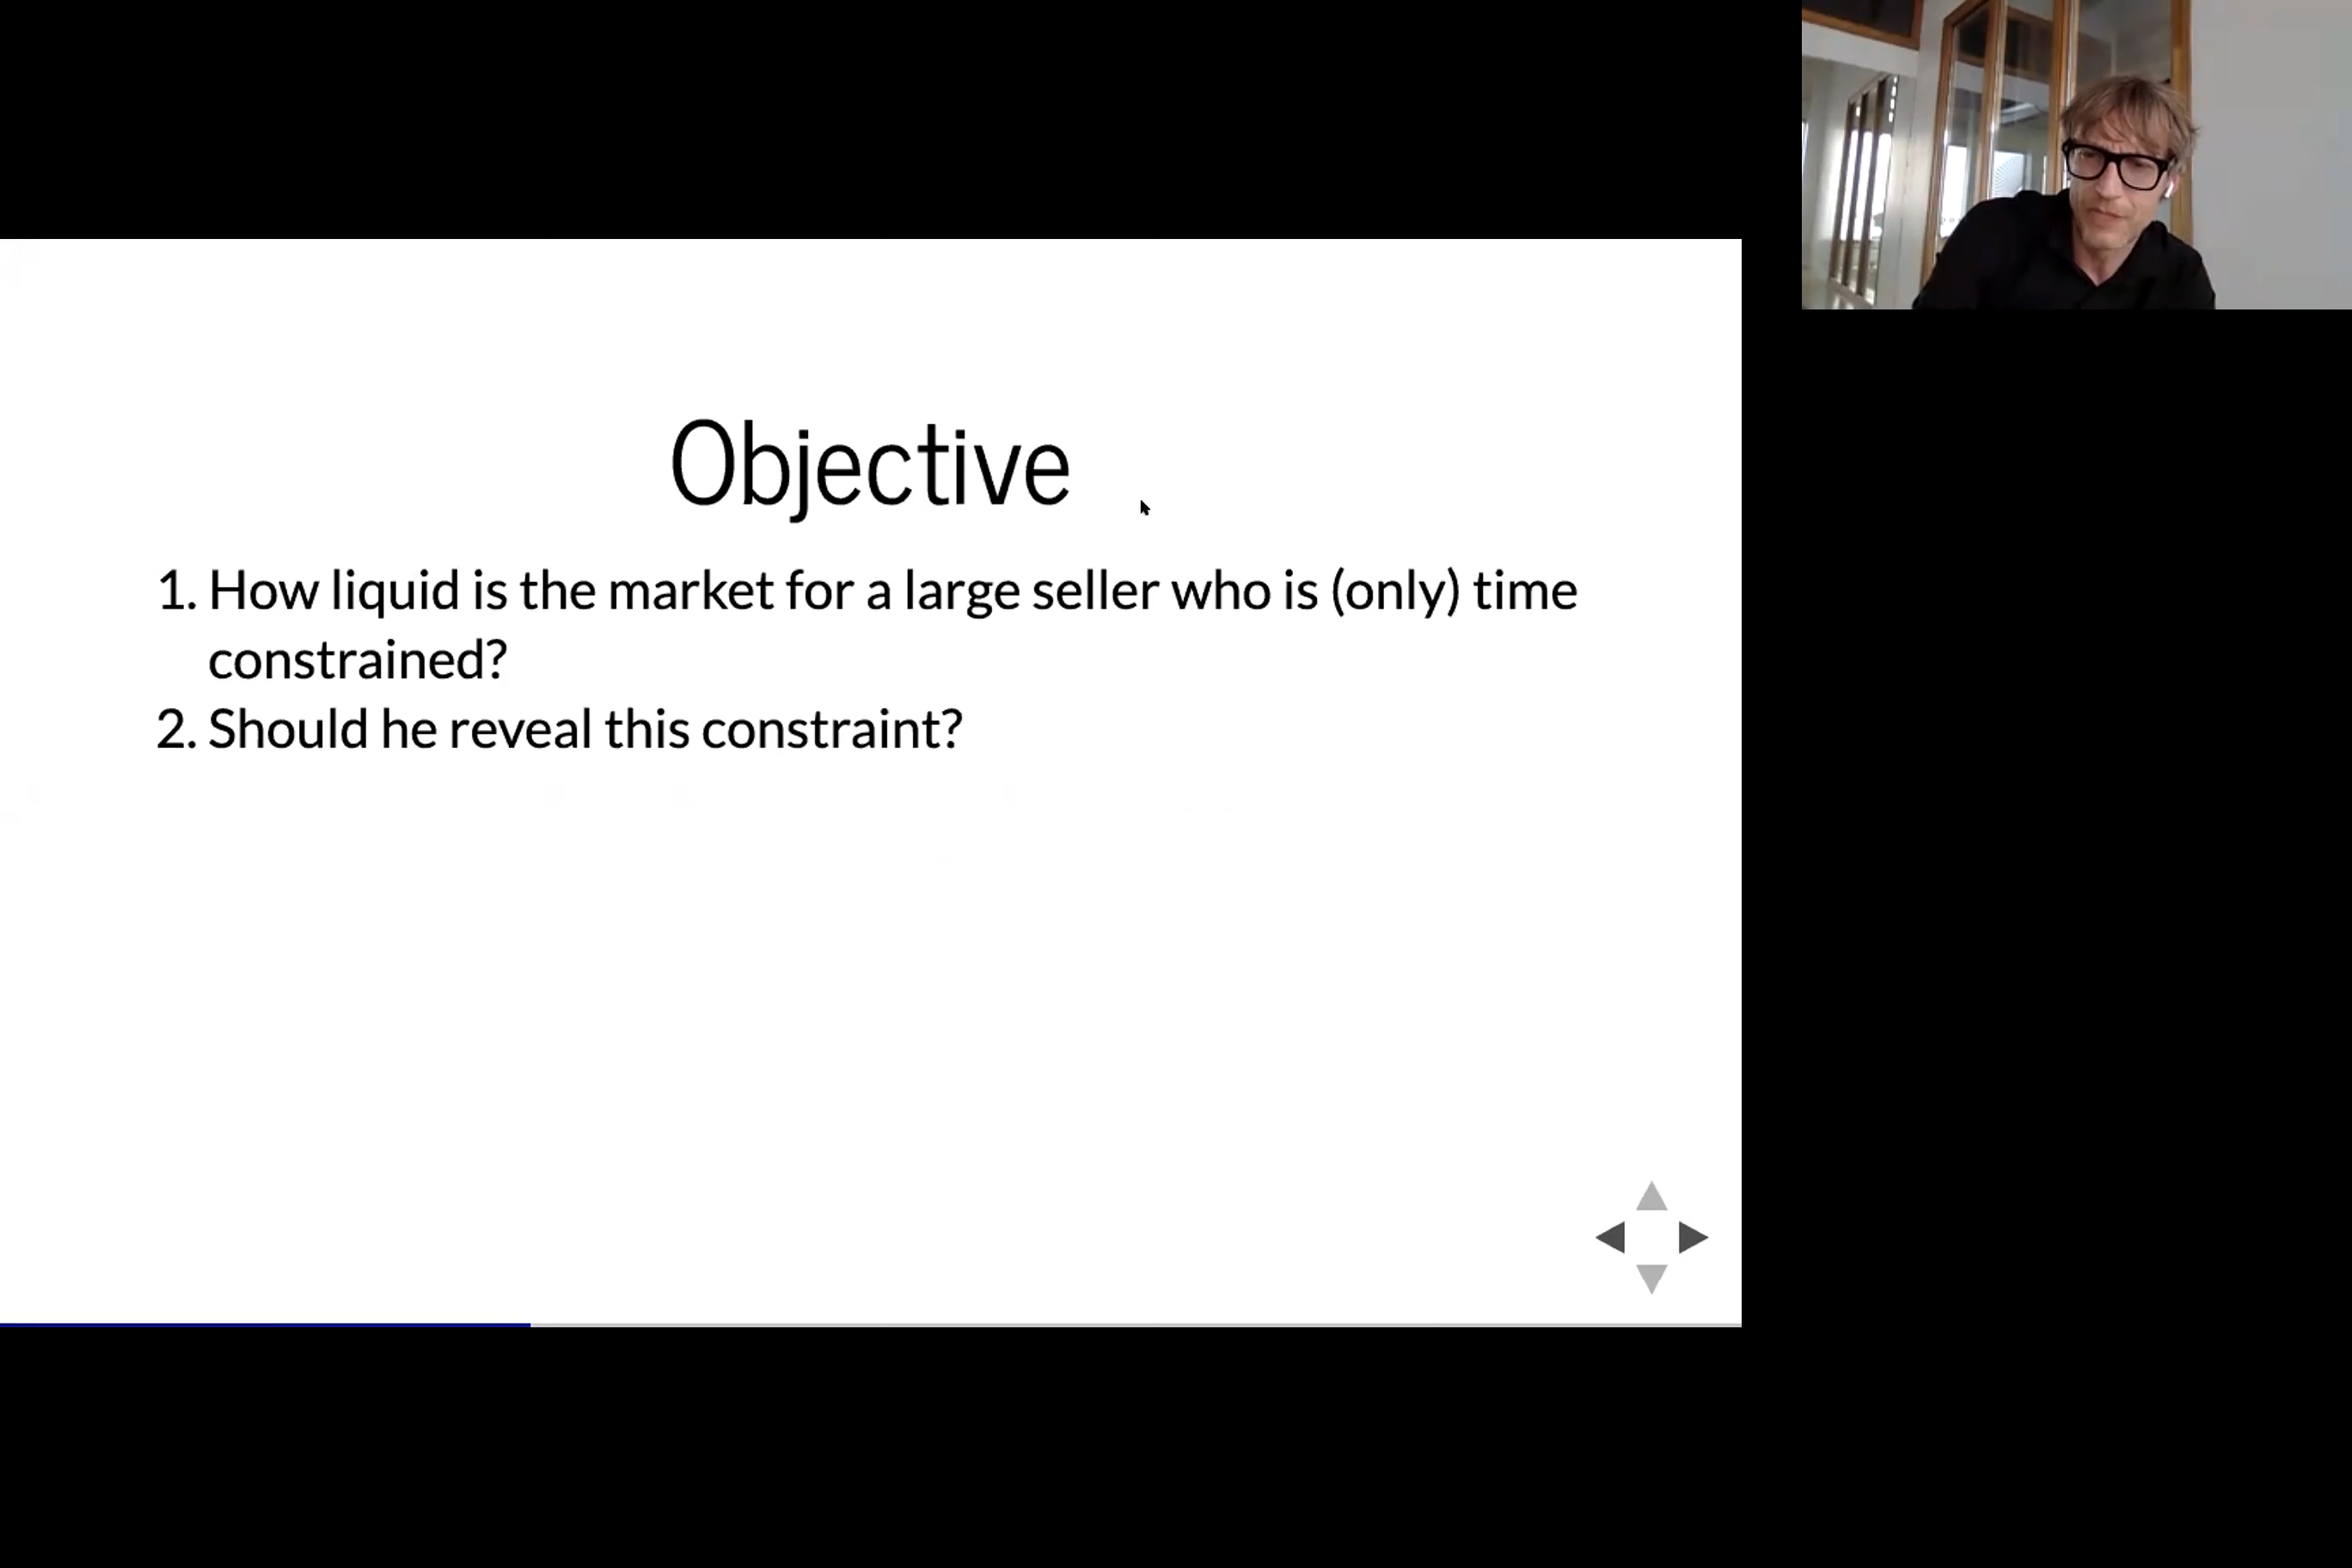 Objective
1. How liquid is the market for a large seller who is (only) time
constrained?
2. Should he reveal this constraint?